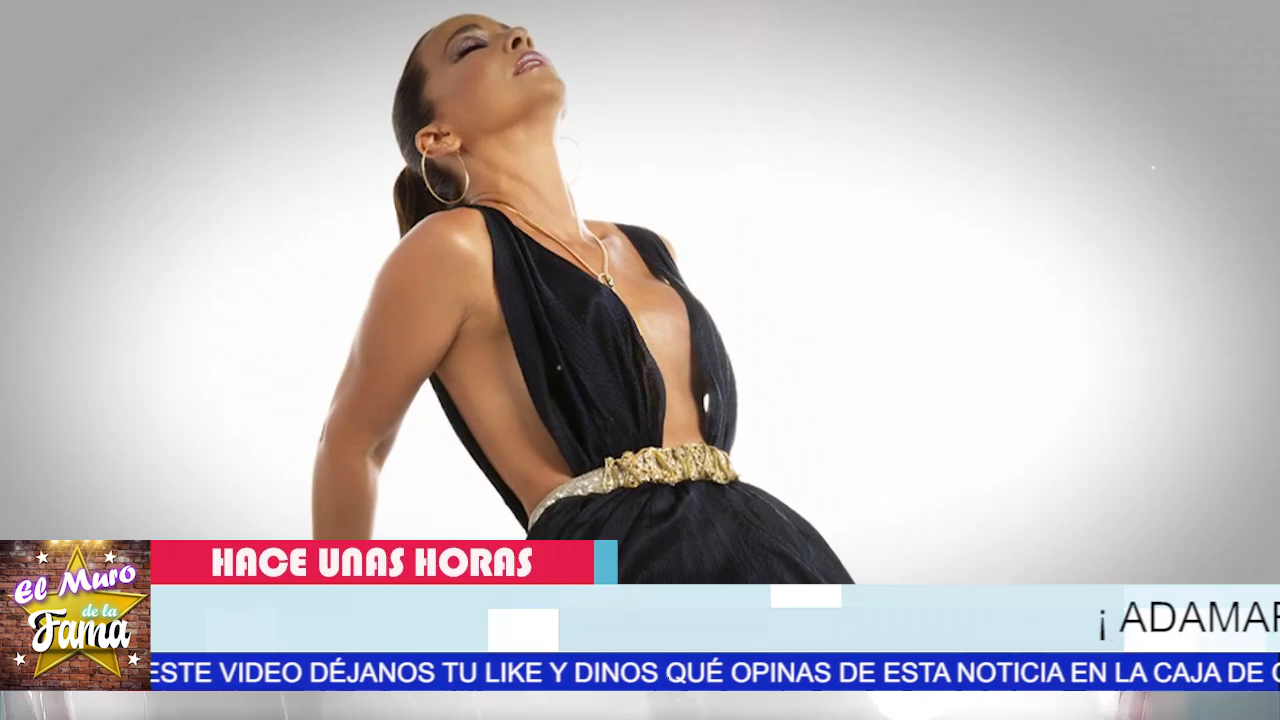 HACE UNAS HORAS
El Muro
de la
Fama
¡ ADAMAR
ESTE VIDEO DÉJANOS TU LIKE Y DINOS QUÉ OPINAS DE ESTA NOTICIA EN LA CAJA DE